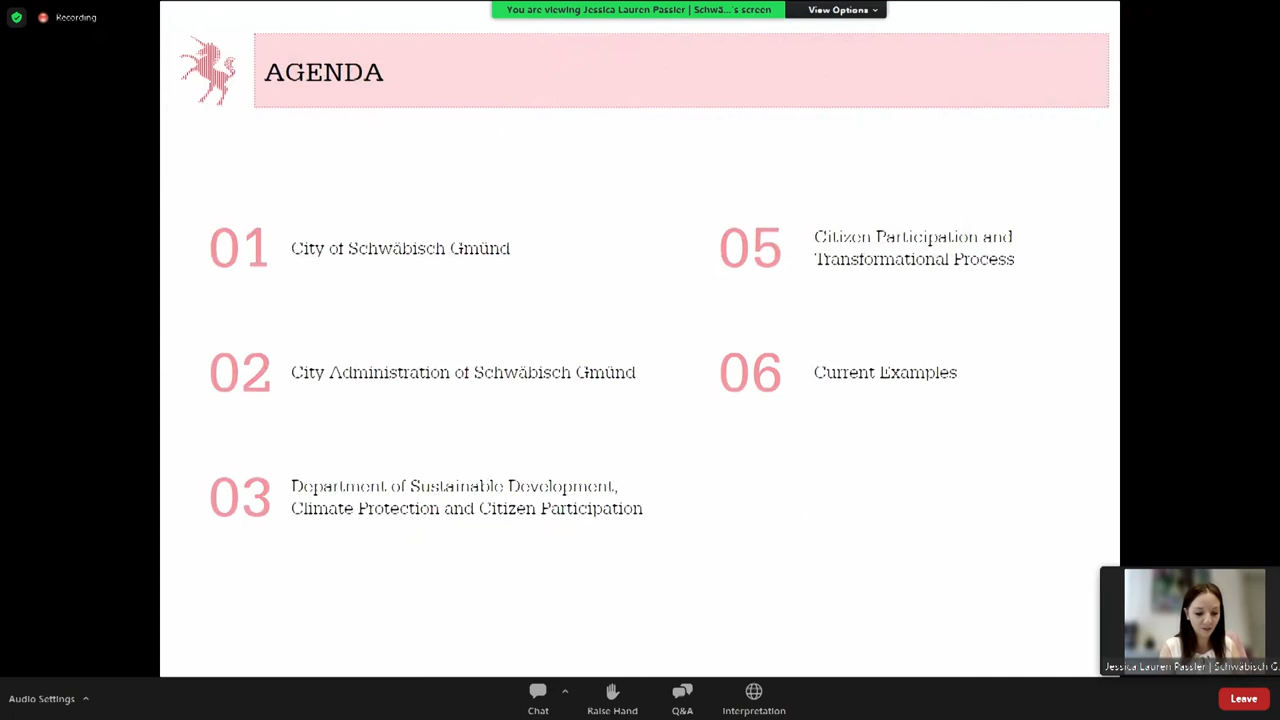 Recording
You are viewing Jessica Lauren Passler | Schwä...'s screen
View Options
AGENDA
01
City of Schwäbisch Gmünd
02
City Administration of Schwäbisch Gmünd
03
Department of Sustainable Development,
Climate Protection and Citizen Participation
05
Citizen Participation and
Transformational Process
06
Current Examples
Jessica Lauren Passler | Schwäbisch G
Audio Settings
Chat
Raise Hand
Q&A
Interpretation
Leave